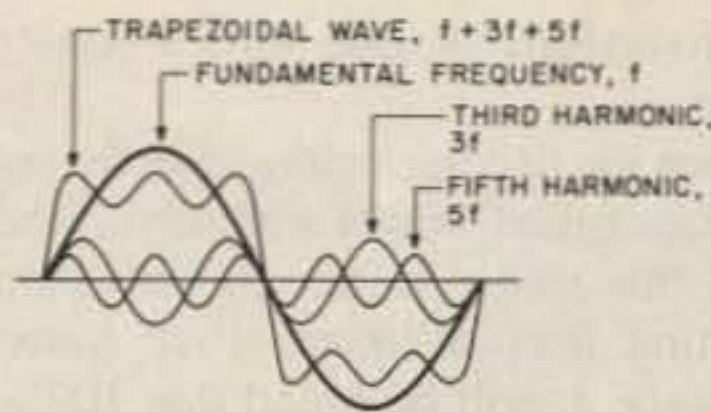 TRAPEZOIDAL WAVE, f + 3f + 5f
FUNDAMENTAL FREQUENCY, f
THIRD HARMONIC,
3f
FIFTH HARMONIC,
5f